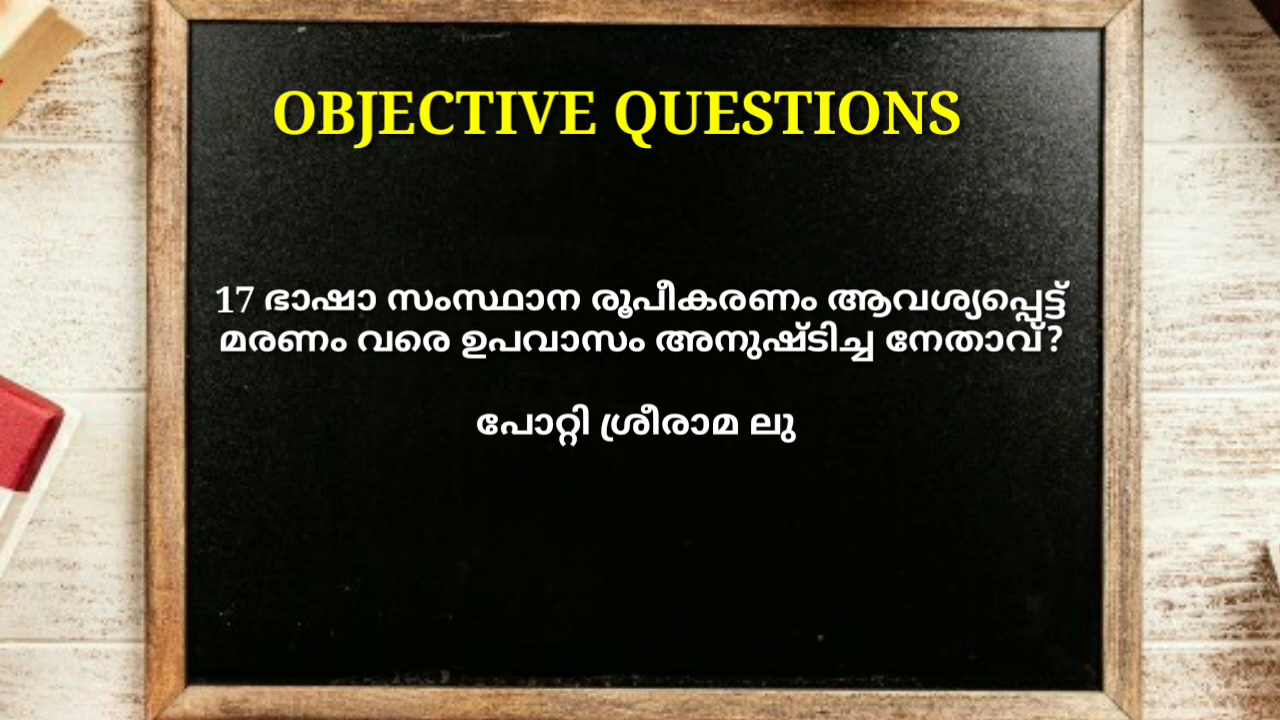 OBJECTIVE QUESTIONS
17 ഭാഷാ സംസ്ഥാന രൂപീകരണം ആവശ്യപ്പെട്ട്
മരണം വരെ ഉപവാസം അനുഷ്ടിച്ച നേതാവ്?
പോറ്റി ശ്രീരാമ ലു